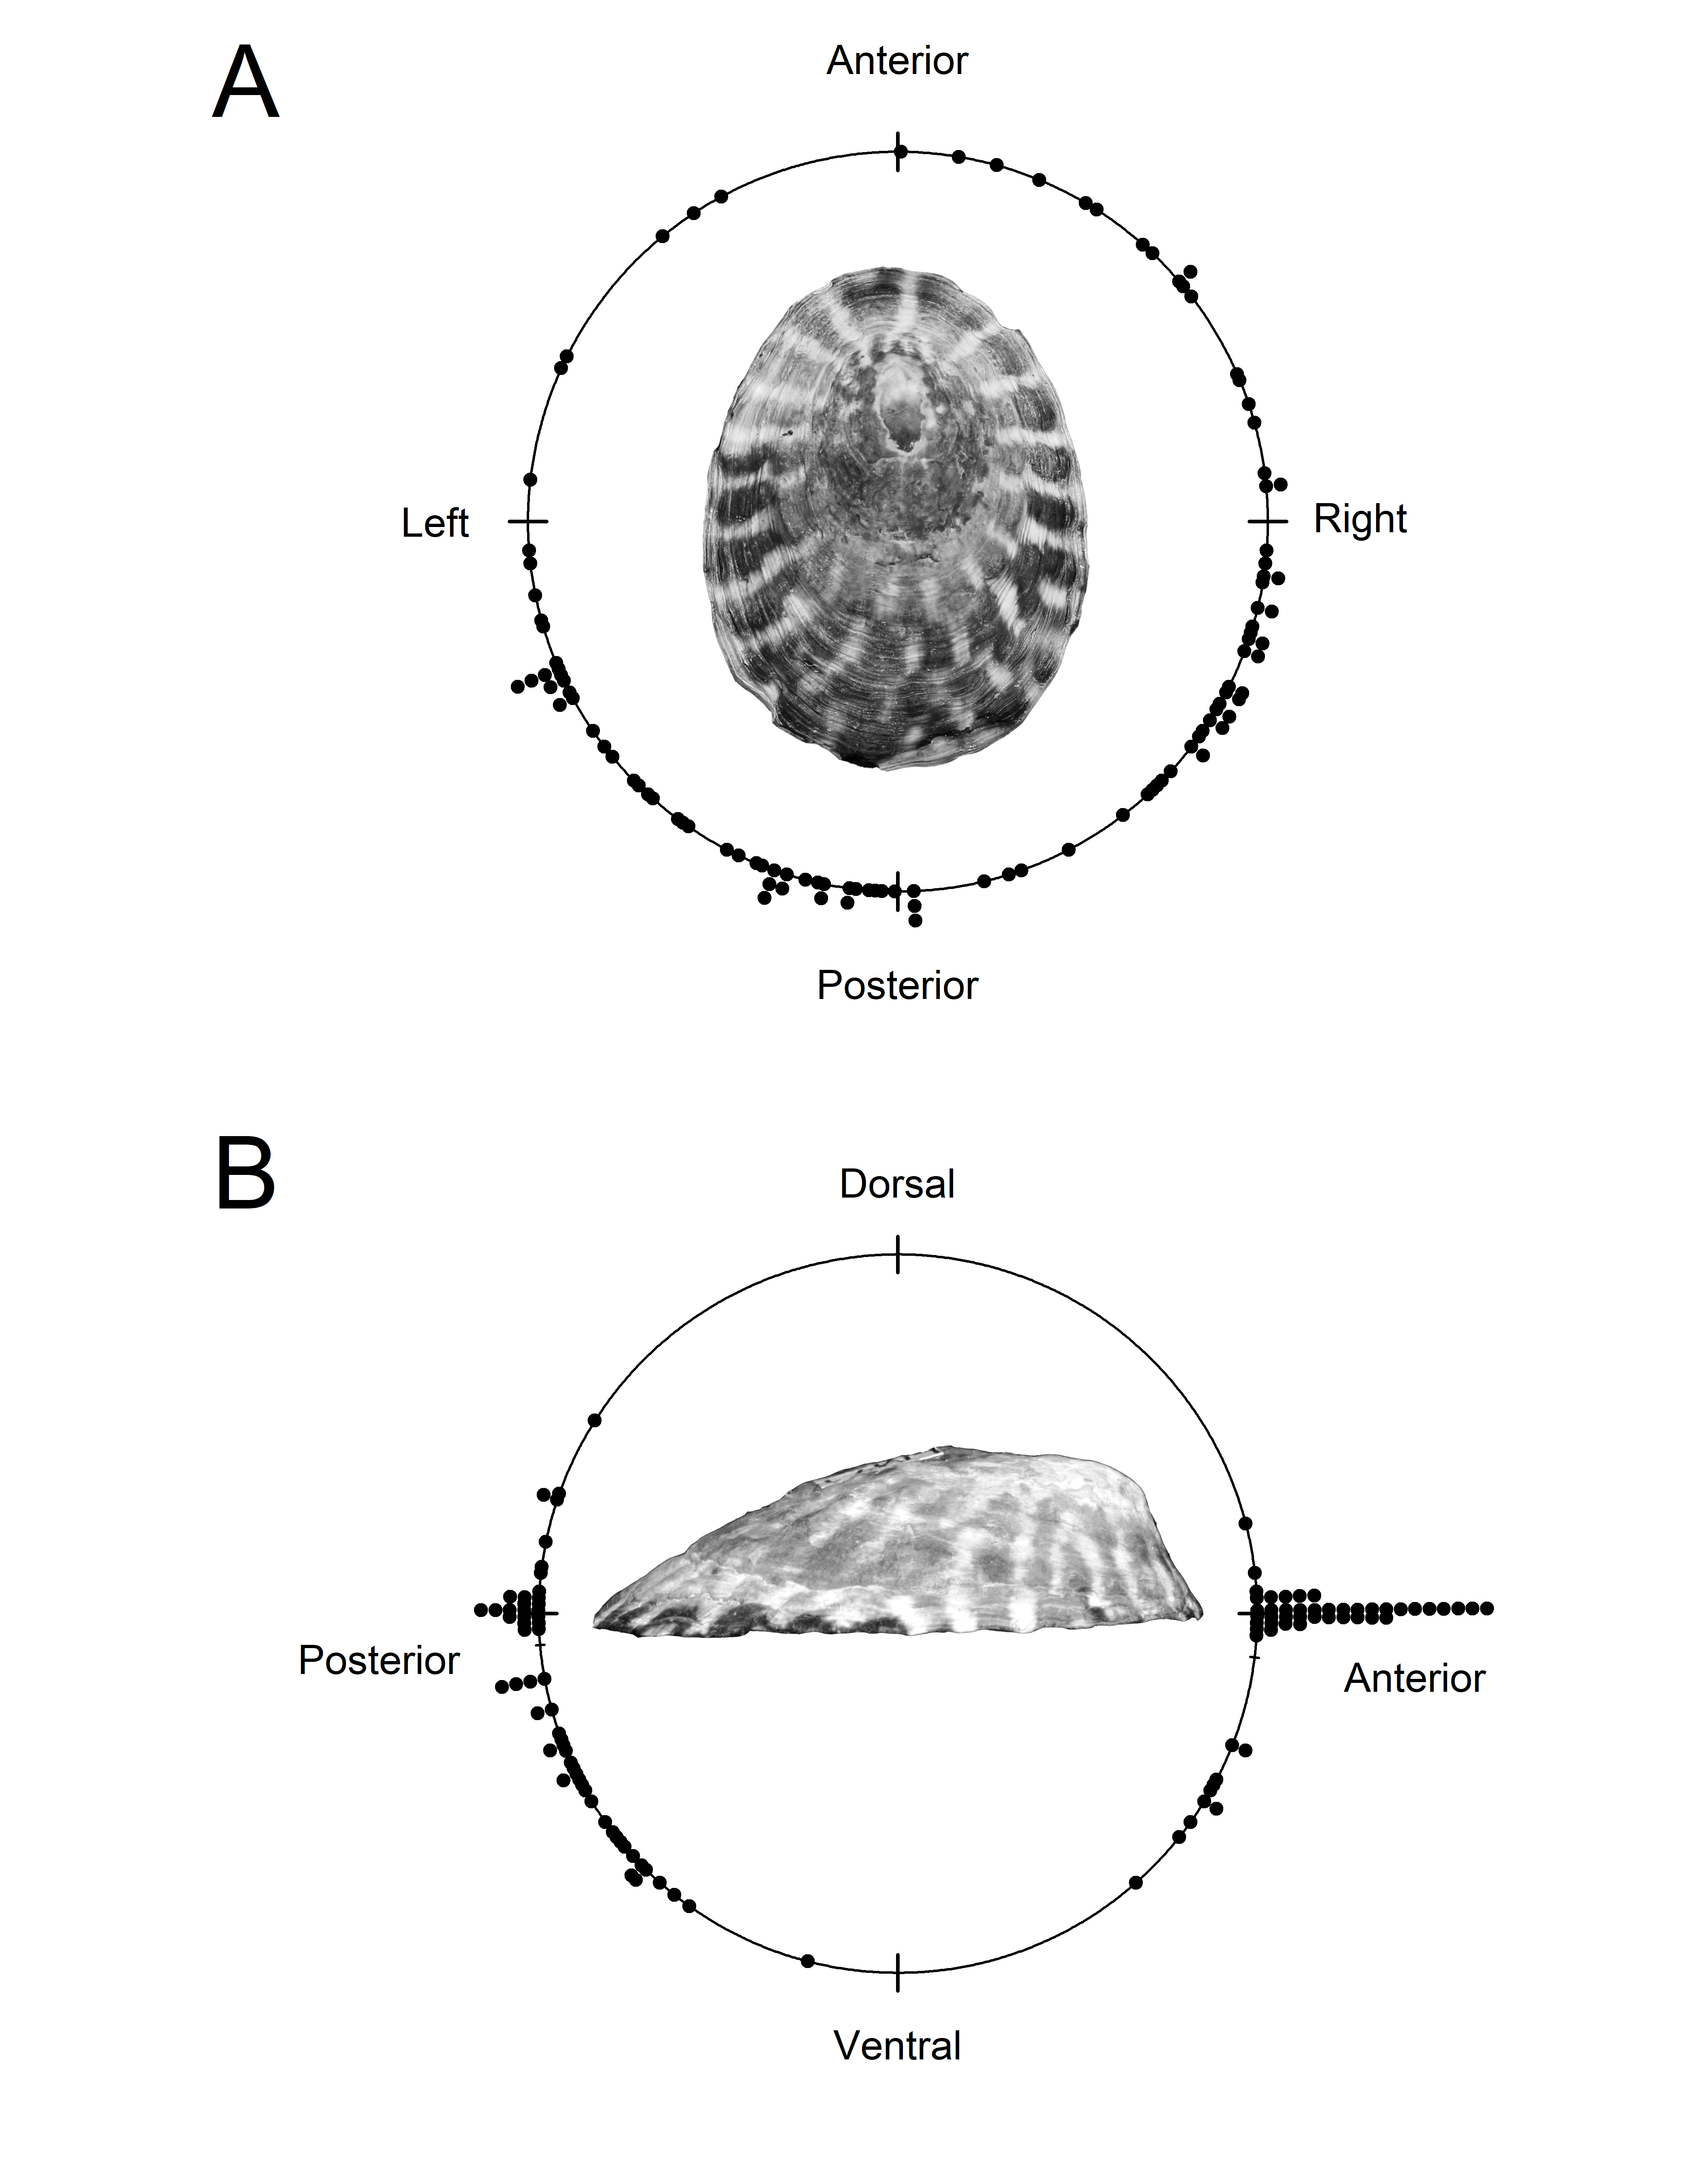 A
Anterior
Left
Right
Posterior
B
Dorsal
Posterior
Anterior
Ventral